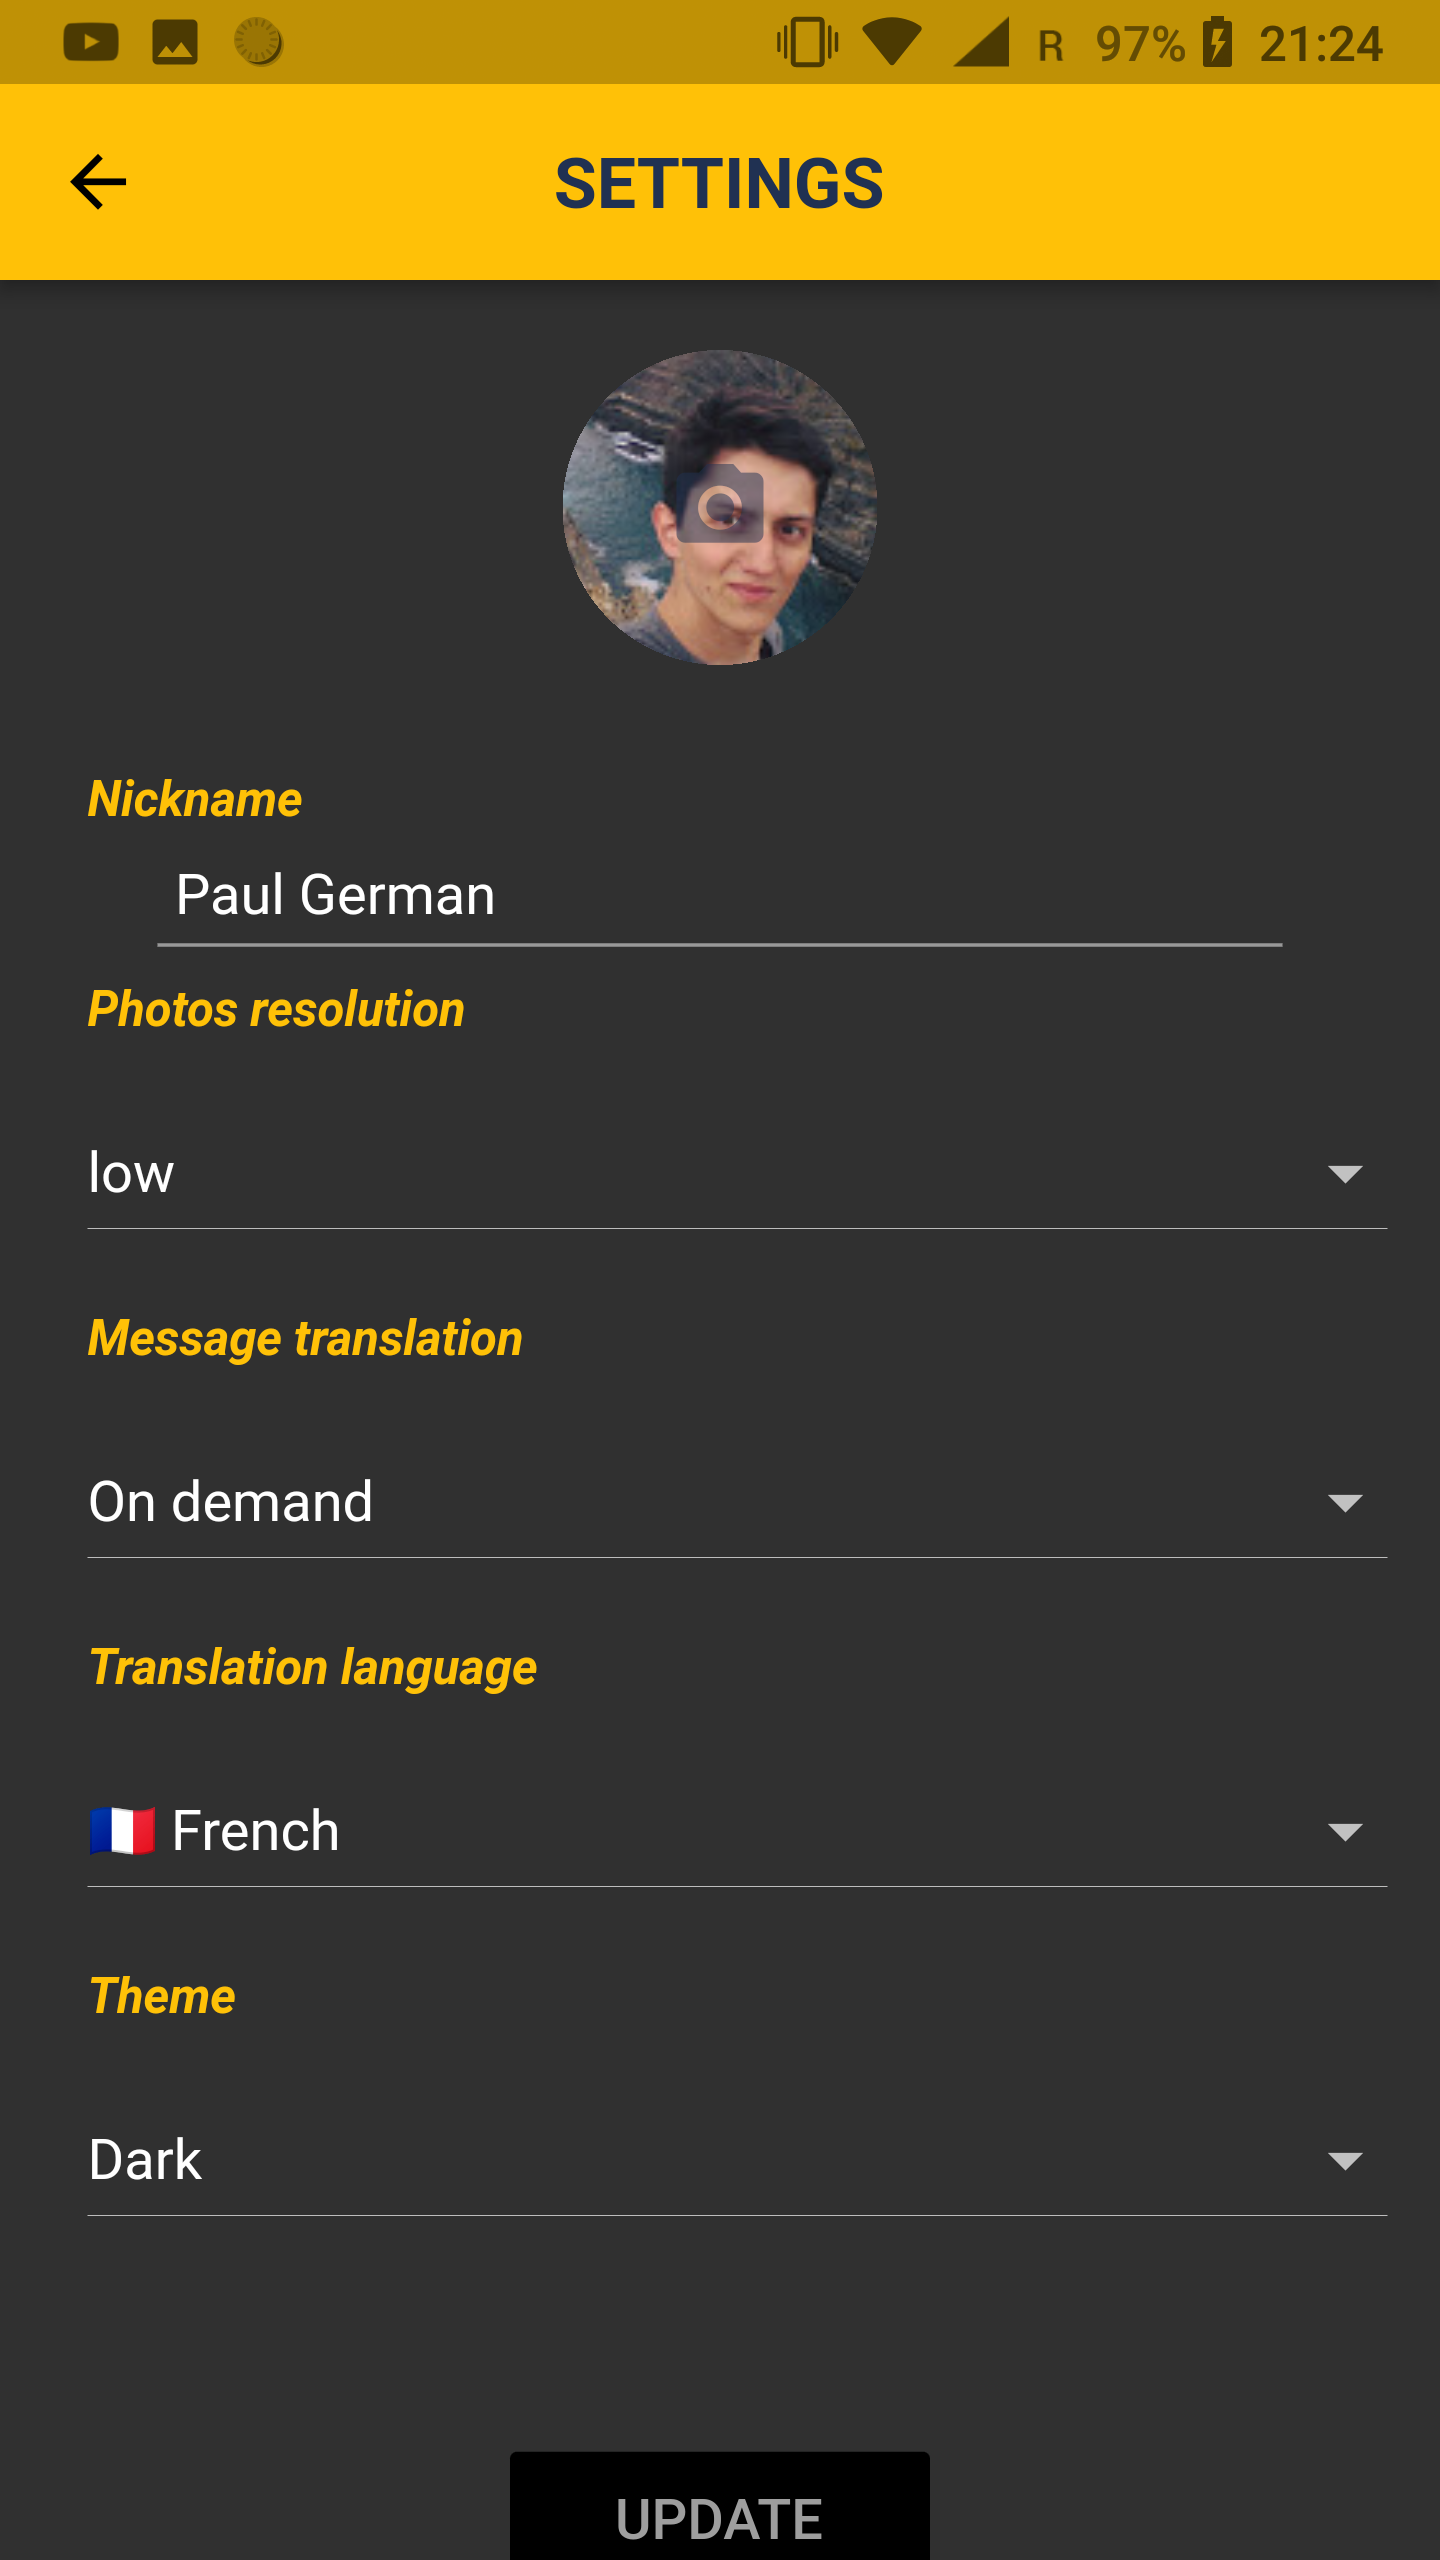 R 97% 21:24
SETTINGS
Nickname
Paul German
Photos resolution
low
Message translation
On demand
Translation language
🇫🇷 French
Theme
Dark
UPDATE